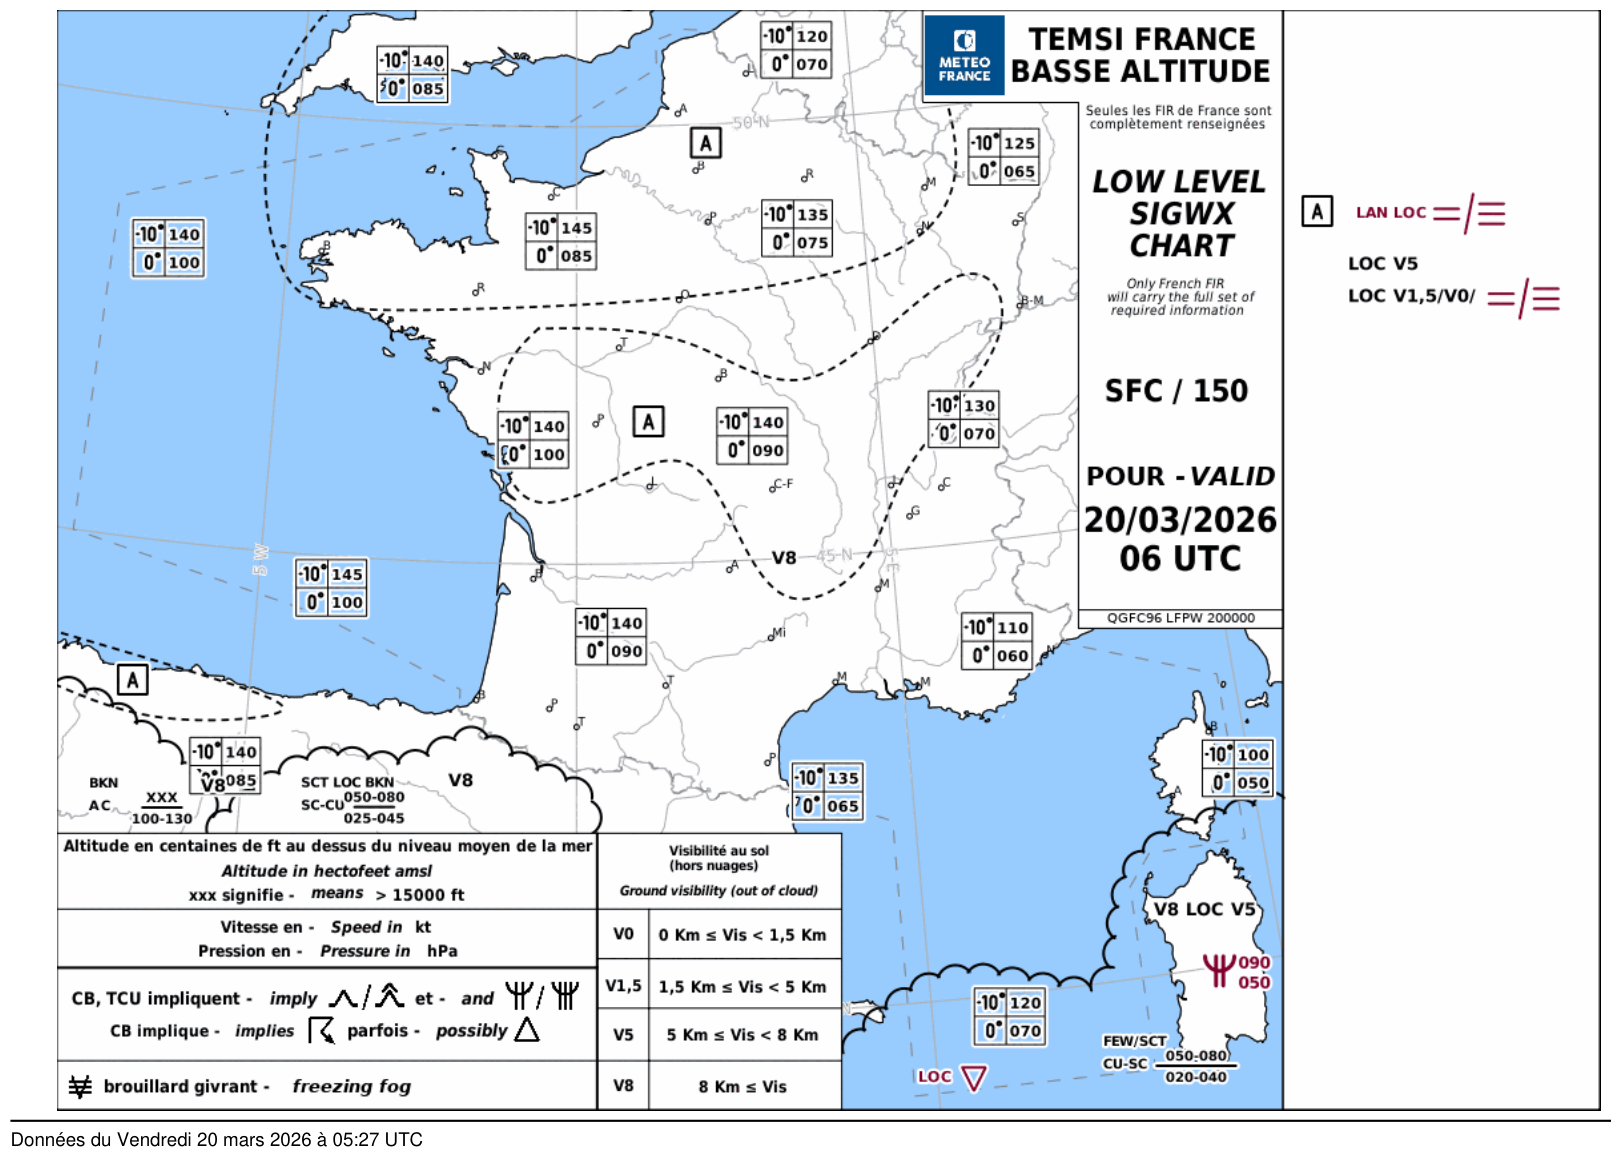 METEO
FRANCE
TEMSI FRANCE
BASSE ALTITUDE
Seules les FIR de France sont
complètement renseignées
LOW LEVEL
SIGWX
CHART
Only French FIR
will carry the full set of
required information
SFC / 150
POUR - VALID
20/03/2026
06 UTC
QGFC96 LFPW 200000
A LAN LOC
LOC V5
LOC V1,5/V0/
-10° 140
0° 085
-10° 120
0° 070
A
50 N
A
-10° 125
0° 065
C
B
R
M
C
P
-10° 135
0° 075
S
N
-10° 140
0° 100
-10° 145
0° 085
B
R
O
B-M
D
T
N
B
-10° 130
0° 070
P
A
-10° 140
0° 090
-10° 140
0° 100
L
C-F
L
C
G
5 W
V8
45 N
5 E
B
A
M
-10° 145
0° 100
-10° 140
0° 090
Mi
-10° 110
0° 060
N
A
T
M
M
B
P
T
B
-10° 140
0° 085
V8
BKN
AC XXX
100-130
SCT LOC BKN
SC-CU 050-080
025-045
V8
P
-10° 135
0° 065
-10° 100
0° 050
A
V8 LOC V5
090
050
-10° 120
0° 070
FEW/SCT
CU-SC 050-080
020-040
LOC
Altitude en centaines de ft au dessus du niveau moyen de la mer
Altitude in hectofeet amsl
xxx signifie - means > 15000 ft
Vitesse en - Speed in kt
Pression en - Pressure in hPa
CB, TCU impliquent - imply / et - and /
CB implique - implies parfois - possibly
brouillard givrant - freezing fog
Visibilité au sol
(hors nuages)
Ground visibility (out of cloud)
V0 0 Km ≤ Vis < 1,5 Km
V1,5 1,5 Km ≤ Vis < 5 Km
V5 5 Km ≤ Vis < 8 Km
V8 8 Km ≤ Vis
Données du Vendredi 20 mars 2026 à 05:27 UTC